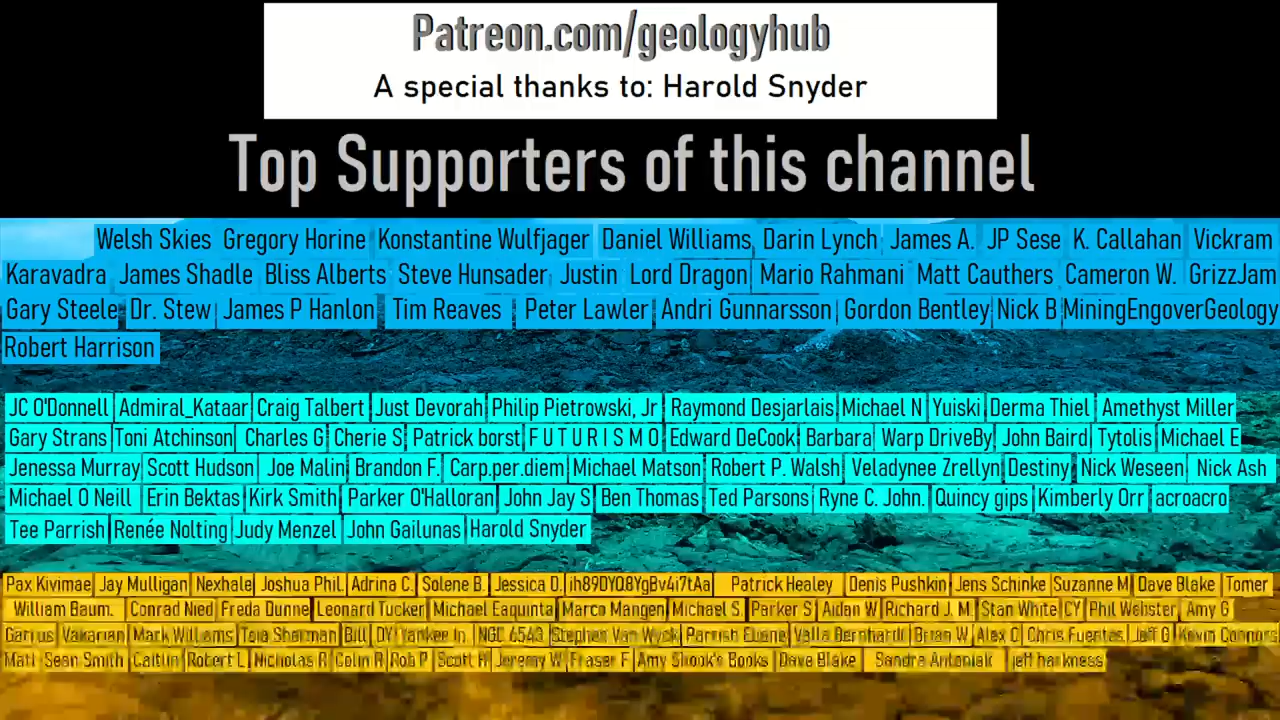 Patreon.com/geologyhub
A special thanks to: Harold Snyder
Top Supporters of this channel
Welsh Skies Gregory Horine Konstantine Wulfjager Daniel Williams Darin Lynch James A. JP Sese K. Callahan Vickram
Karavadra James Shadle Bliss Alberts Steve Hunsader Justin Lord Dragon Mario Rahmani Matt Cauthers Cameron W. GrizzJam
Gary Steele Dr. Stew James P Hanlon Tim Reaves Peter Lawler Andri Gunnarsson Gordon Bentley Nick B MiningEngoverGeology
Robert Harrison
JC O'Donnell Admiral_Kataar Craig Talbert Just Devorah Philip Pietrowski, Jr Raymond Desjarlais Michael N Yuiski Derma Thiel Amethyst Miller
Gary Strans Toni Atchinson Charles G Cherie S Patrick borst F U T U R I S M O Edward DeCook Barbara Warp DriveBy John Baird Tytolis Michael E
Jenessa Murray Scott Hudson Joe Malin Brandon F. Carp.per.diem Michael Matson Robert P. Walsh Veladynee Zrellyn Destiny Nick Weseen Nick Ash
Michael O Neill Erin Bektas Kirk Smith Parker O'Halloran John Jay S Ben Thomas Ted Parsons Ryne C. John. Quincy gips Kimberly Orr acroacro
Tee Parrish Renée Nolting Judy Menzel John Gailunas Harold Snyder
Pax Kivimae Jay Mulligan Nexhale Joshua Phil Adrina C. Solene B. Jessica D. ih89DYQ8YgBv4i7tAa Patrick Healey Denis Pushkin Jens Schinke Suzanne M Dave Blake Tomer
William Baum. Conrad Nied Freda Dunne Leonard Tucker Michael Eaquinta Marco Mangen Michael S. Parker S Aidan W Richard J. M Stan White CY Phil Webster Amy G
Garrus Vakarian Mark Williams Bill DY Yankee In. NGC 6543 Stephen Van Wyck Parrish Brian W Chris Fuentes Jeff G Kevin Connors
Matt Sean Smith Caitlin Robert L Nicholas R Colin R Rob P Scott H Jeremy W Fraser F Amy Shook's Books Dave Blake Sandra Antoniak jeff harkness